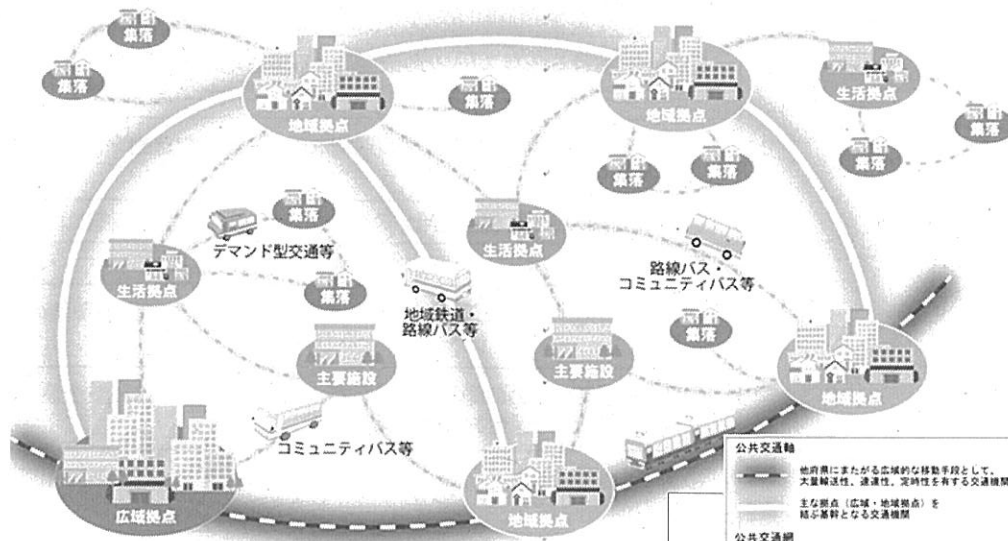 集落
集落
地域拠点
集落
地域拠点
生活拠点
集落
集落
集落
集落
集落
デマンド型交通等
生活拠点
集落
生活拠点
路線バス・
コミュニティバス等
地域鉄道・
路線バス等
集落
主要施設
主要施設
地域拠点
コミュニティバス等
広域拠点
地域拠点
公共交通軸
他府県にまたがる広域的な移動手段として、
大量輸送性、速達性、定時性を有する交通機関
主な拠点（広域・地域拠点）を
結ぶ基幹となる交通機関
公共交通網